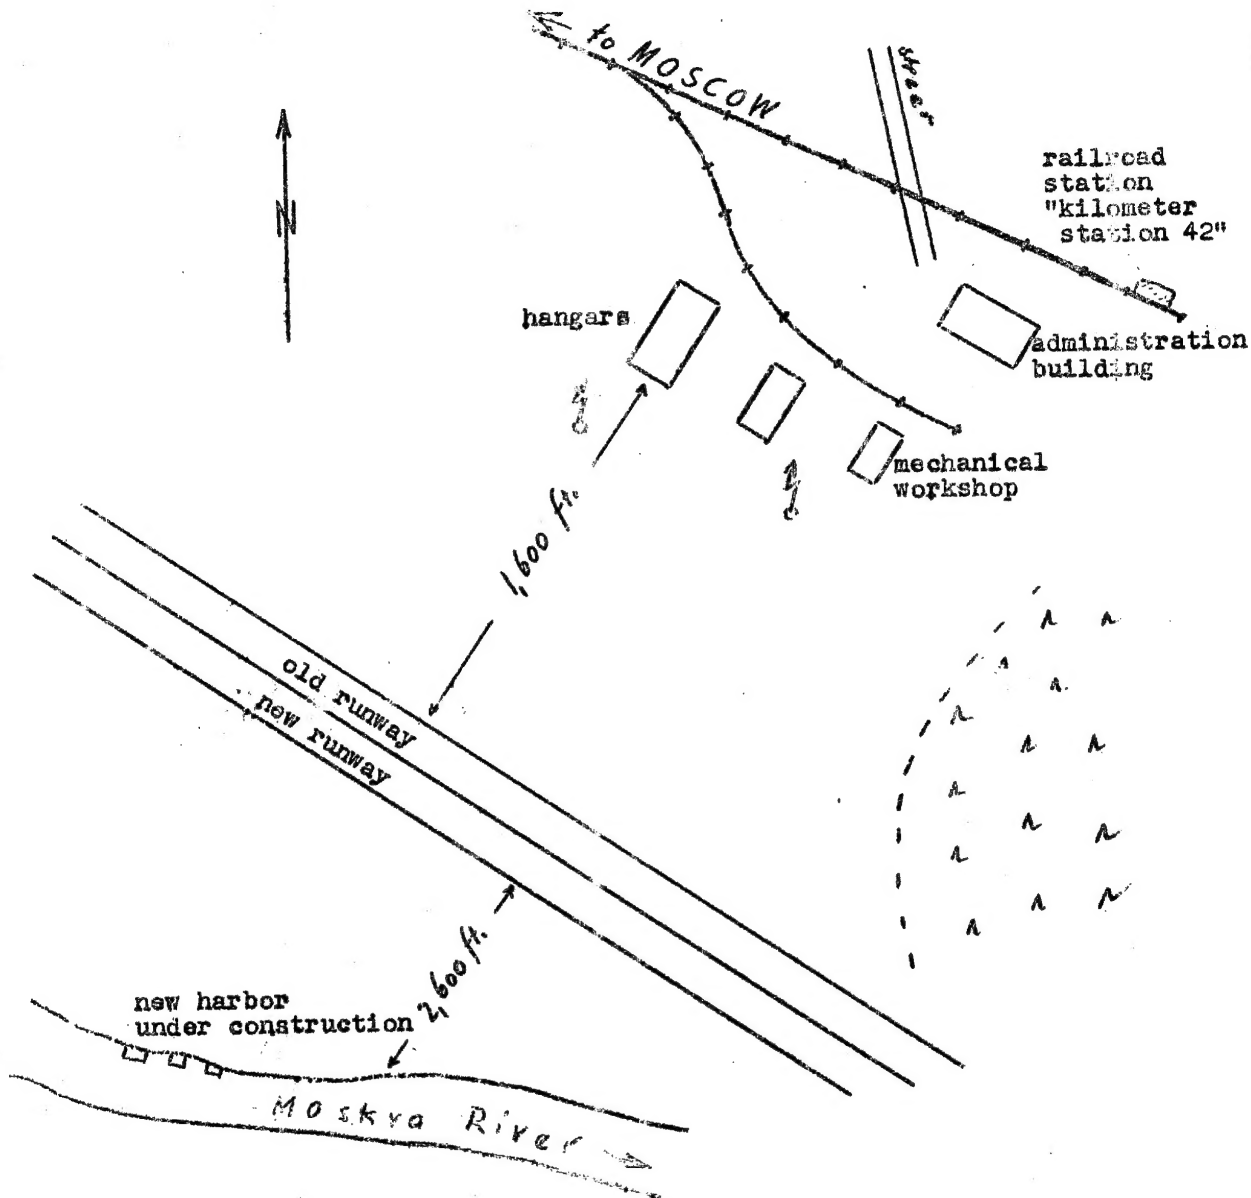 to MOSCOW
street
N
railroad
station
"kilometer
station 42"
hangars
administration
building
mechanical
workshop
1,600 ft.
old runway
new runway
2,600 ft.
new harbor
under construction
Moskva River